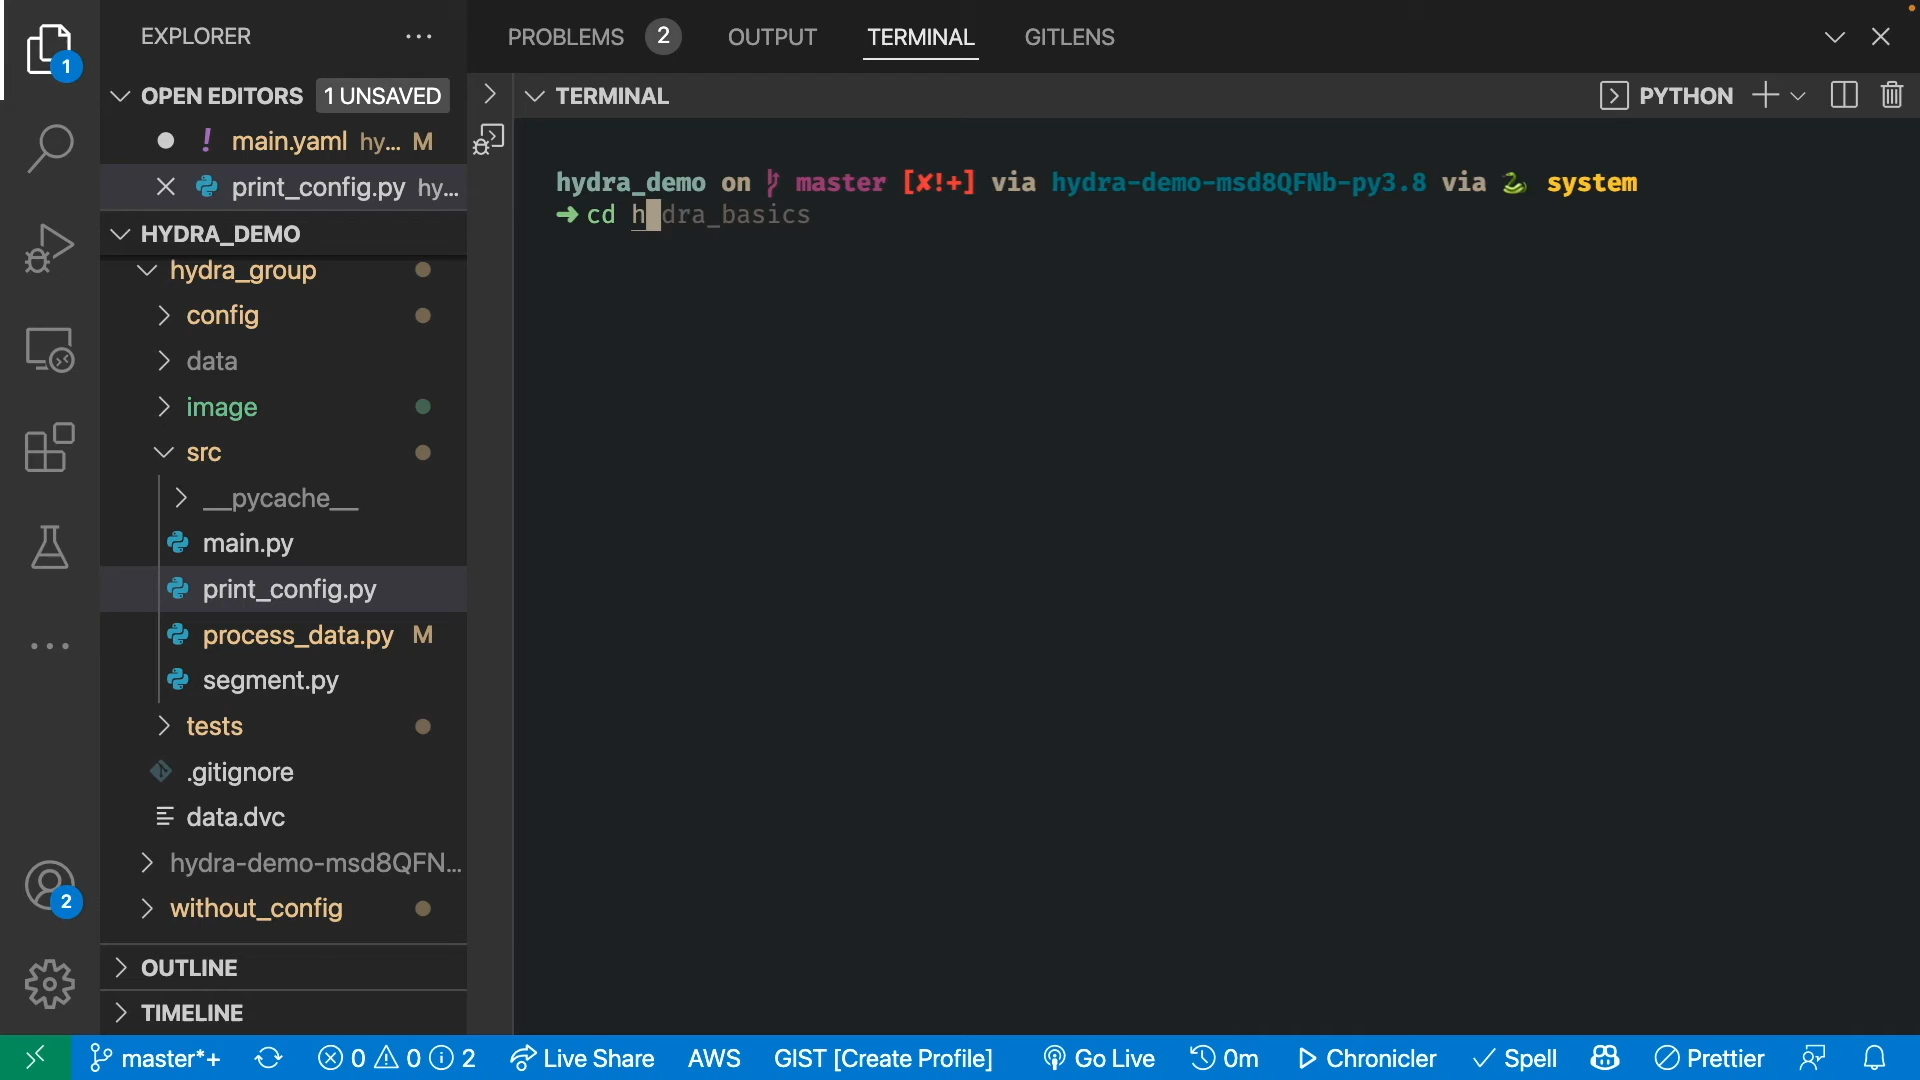 EXPLORER
PROBLEMS 2 OUTPUT TERMINAL GITLENS
1
OPEN EDITORS 1 UNSAVED
! main.yaml hy... M
print_config.py hy...
HYDRA_DEMO
hydra_group
config
data
image
src
__pycache__
main.py
print_config.py
process_data.py M
segment.py
tests
.gitignore
data.dvc
hydra-demo-msd8QFN...
without_config
OUTLINE
TIMELINE
2
TERMINAL
PYTHON
hydra_demo on master [✘!+] via hydra-demo-msd8QFNb-py3.8 via 🐍 system
➜ cd h dra_basics
master*+ 0 0 2 Live Share AWS GIST [Create Profile] Go Live 0m Chronicler Spell Prettier